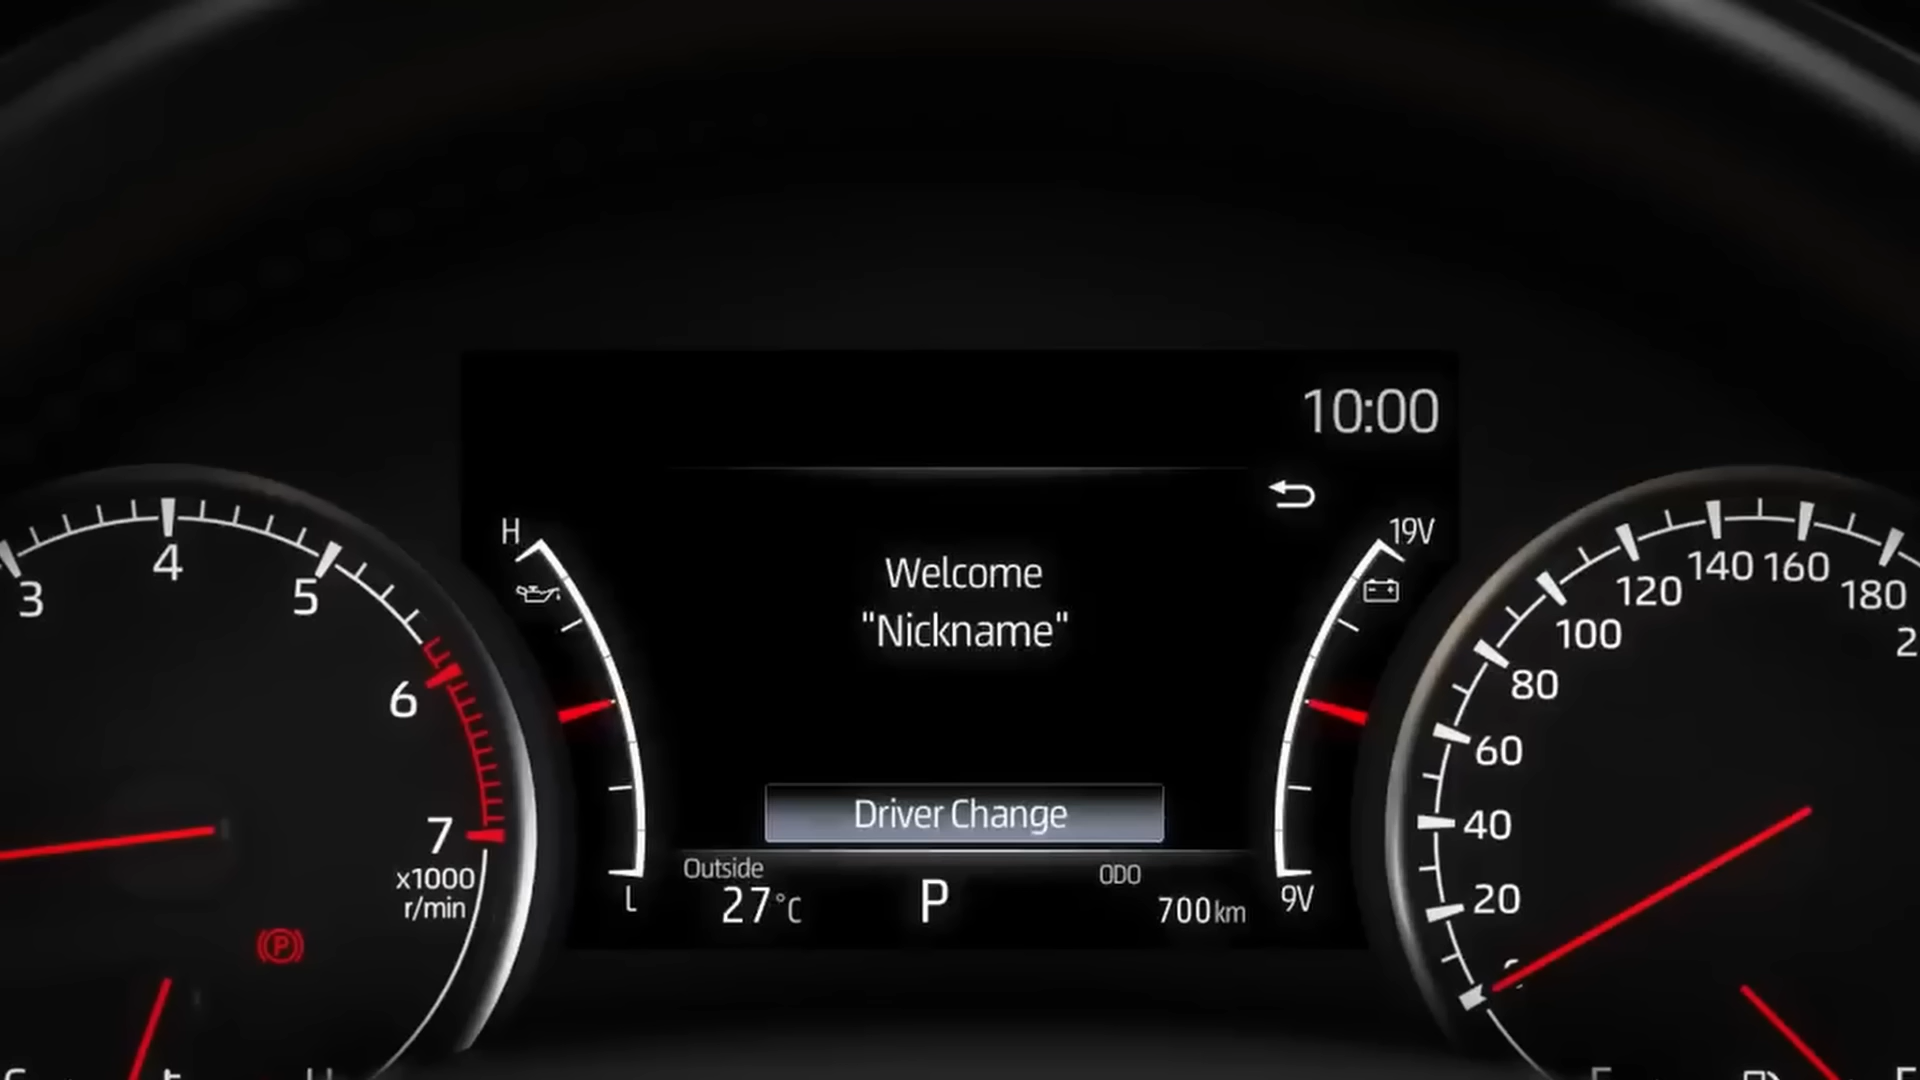 10:00
H
19V
Welcome
"Nickname"
Driver Change
L
9V
Outside
27°C
P
ODO
700km
3
4
5
6
7
x1000
r/min
P
20
40
60
80
100
120
140
160
180